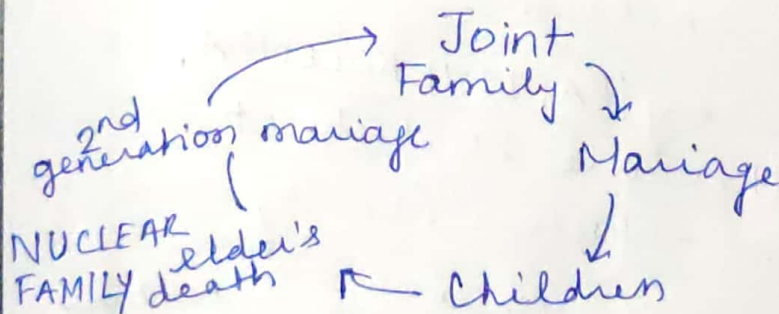 Joint
Family
2nd
generation mariage
Mariage
NUCLEAR elder's
FAMILY death
Children